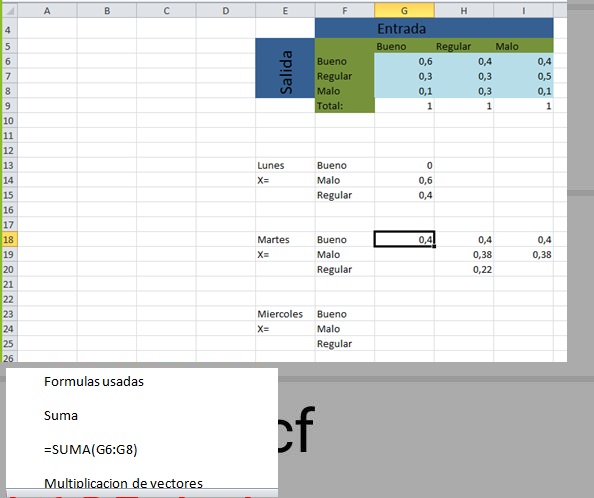 A B C D E F G H I
4 Entrada
5 Bueno Regular Malo
6 Salida Bueno 0,6 0,4 0,4
7 Regular 0,3 0,3 0,5
8 Malo 0,1 0,3 0,1
9 Total: 1 1 1
10
11
12
13 Lunes Bueno 0
14 X= Malo 0,6
15 Regular 0,4
16
17
18 Martes Bueno 0,4 0,4 0,4
19 X= Malo 0,38 0,38
20 Regular 0,22
21
22
23 Miercoles Bueno
24 X= Malo
25 Regular
26
Formulas usadas
Suma
=SUMA(G6:G8)
cf
Multiplicacion de vectores